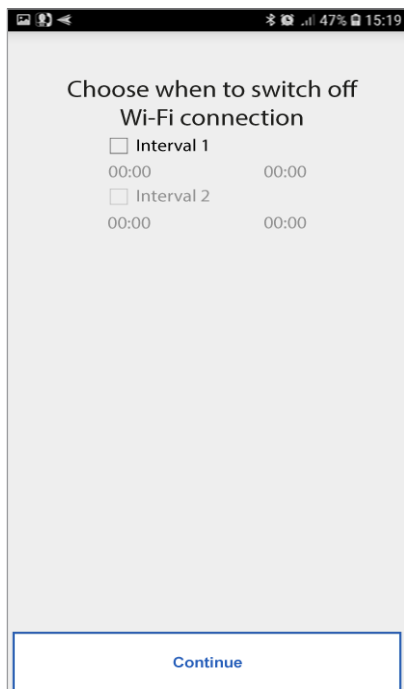 47% 15:19
Choose when to switch off
Wi-Fi connection
Interval 1
00:00 00:00
Interval 2
00:00 00:00
Continue